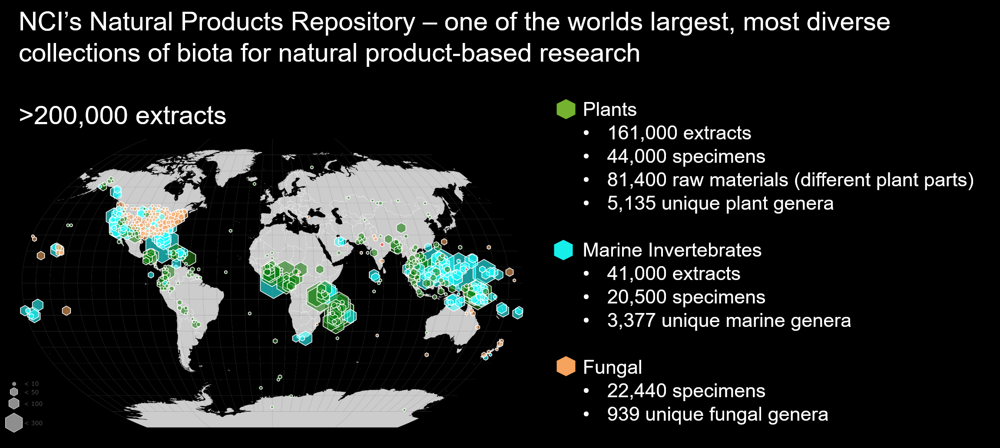 NCI’s Natural Products Repository – one of the worlds largest, most diverse
collections of biota for natural product-based research
>200,000 extracts
Plants
• 161,000 extracts
• 44,000 specimens
• 81,400 raw materials (different plant parts)
• 5,135 unique plant genera
Marine Invertebrates
• 41,000 extracts
• 20,500 specimens
• 3,377 unique marine genera
Fungal
• 22,440 specimens
• 939 unique fungal genera
< 10
< 50
< 100
< 300